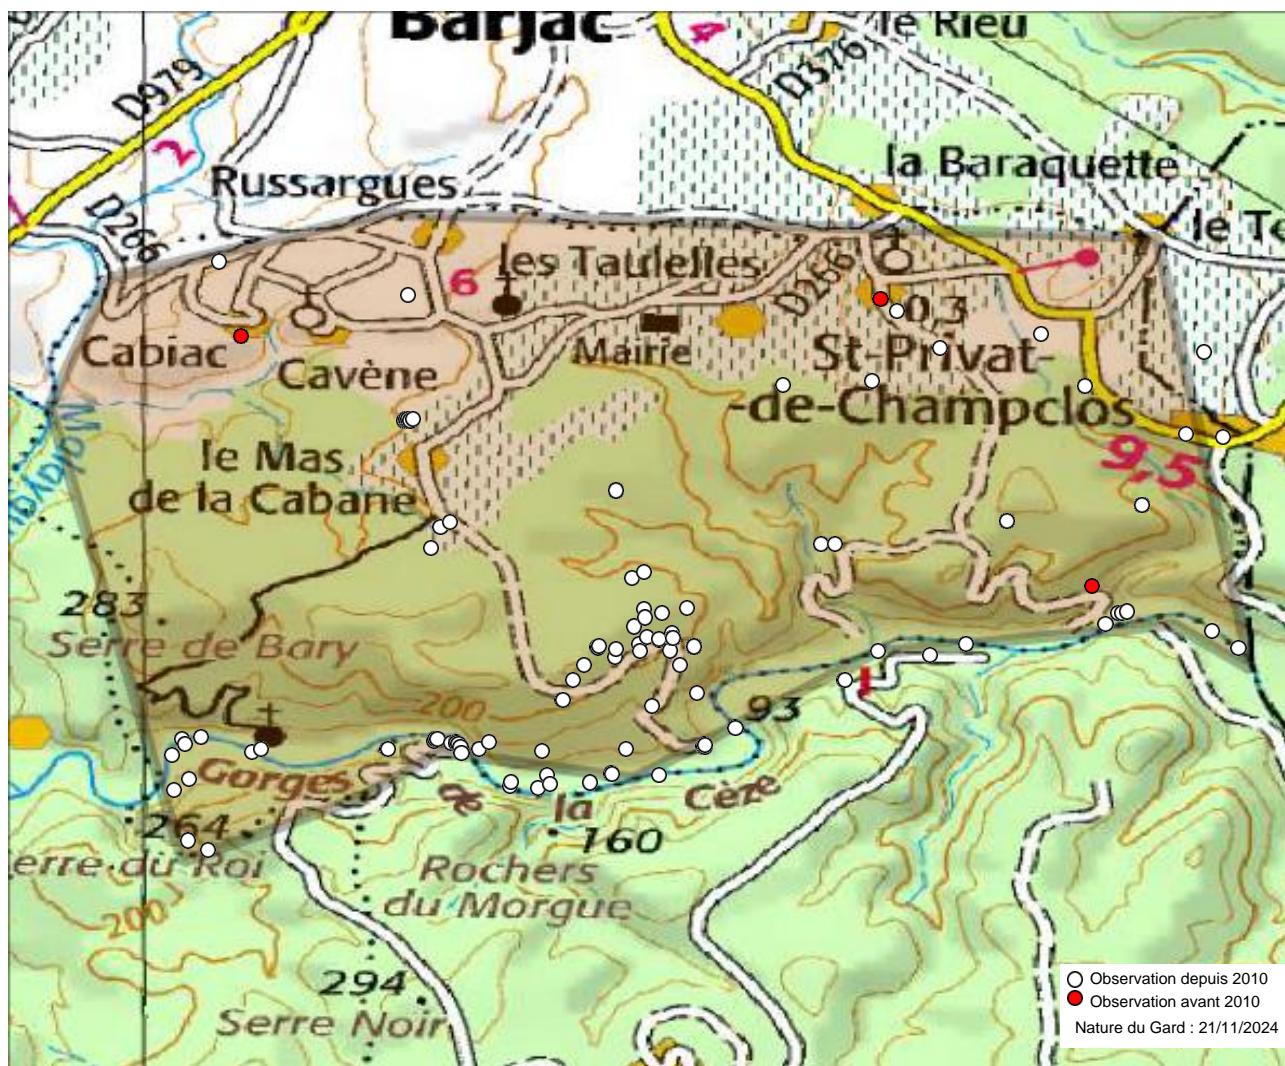 Barjac
le Rieu
4
D376
D979
2
la Baraquette
Russargues
D266
le Te
les Taulelles
6
D266
0,3
Cabiac
Mairie
St-Privat-
Cavène
-de-Champclos
9,5
le Mas
de la Cabane
283
Serre de Bary
200
93
1
Gorges de la Cèze
264
160
erre du Roi
Rochers
du Morgue
200
294
Serre Noir
Observation depuis 2010
Observation avant 2010
Nature du Gard : 21/11/2024